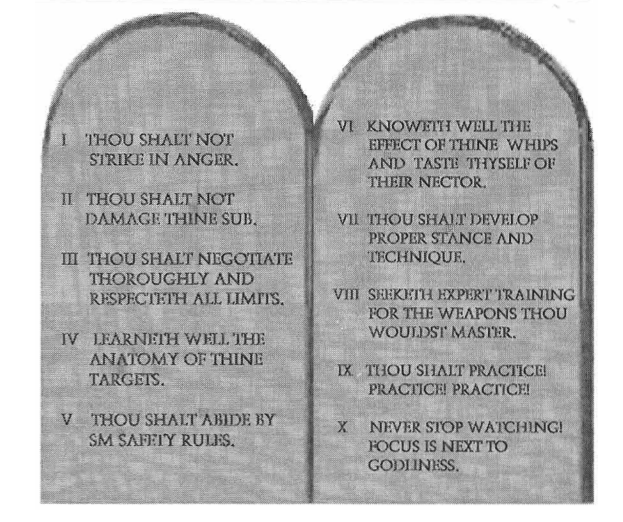 I THOU SHALT NOT
STRIKE IN ANGER.
II THOU SHALT NOT
DAMAGE THINE SUB.
III THOU SHALT NEGOTIATE
THOROUGHLY AND
RESPECTETH ALL LIMITS.
IV LEARNETH WELL THE
ANATOMY OF THINE
TARGETS.
V THOU SHALT ABIDE BY
SM SAFETY RULES.
VI KNOWETH WELL THE
EFFECT OF THINE WHIPS
AND TASTE THYSELF OF
THEIR NECTOR.
VII THOU SHALT DEVELOP
PROPER STANCE AND
TECHNIQUE.
VIII SEEKETH EXPERT TRAINING
FOR THE WEAPONS THOU
WOULDST MASTER.
IX THOU SHALT PRACTICE!
PRACTICE! PRACTICE!
X NEVER STOP WATCHING!
FOCUS IS NEXT TO
GODLINESS.